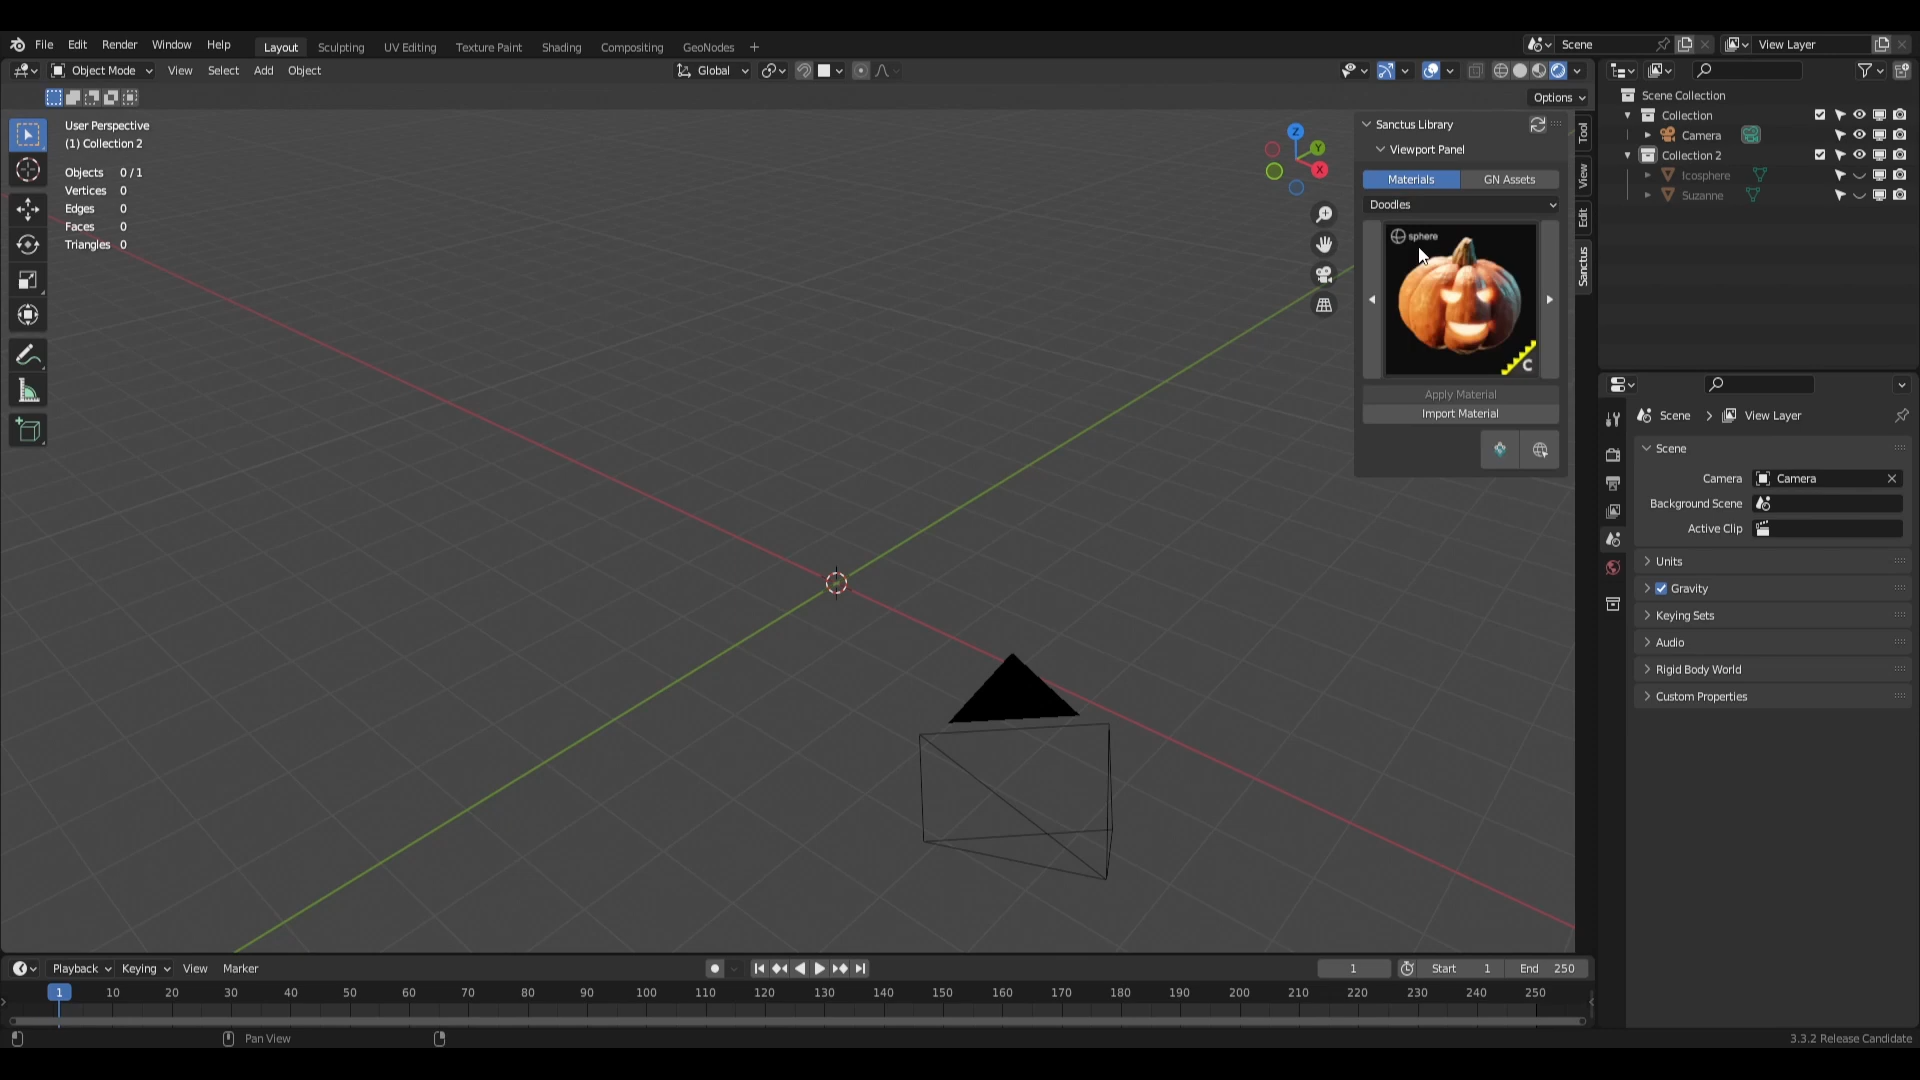 File Edit Render Window Help Layout Sculpting UV Editing Texture Paint Shading Compositing GeoNodes + Scene View Layer
Object Mode View Select Add Object Global
Options
User Perspective
(1) Collection 2
Objects 0 / 1
Vertices 0
Edges 0
Faces 0
Triangles 0
Z
Y
X
Sanctus Library
Viewport Panel
Materials GN Assets
Doodles
sphere
C
Apply Material
Import Material
Tool
View
Edit
Sanctus
Scene Collection
Collection
Camera
Collection 2
Icosphere
Suzanne
Scene > View Layer
Scene
Camera Camera
Background Scene
Active Clip
Units
Gravity
Keying Sets
Audio
Rigid Body World
Custom Properties
Playback Keying View Marker 1 Start 1 End 250
1 10 20 30 40 50 60 70 80 90 100 110 120 130 140 150 160 170 180 190 200 210 220 230 240 250
Pan View 3.3.2 Release Candidate